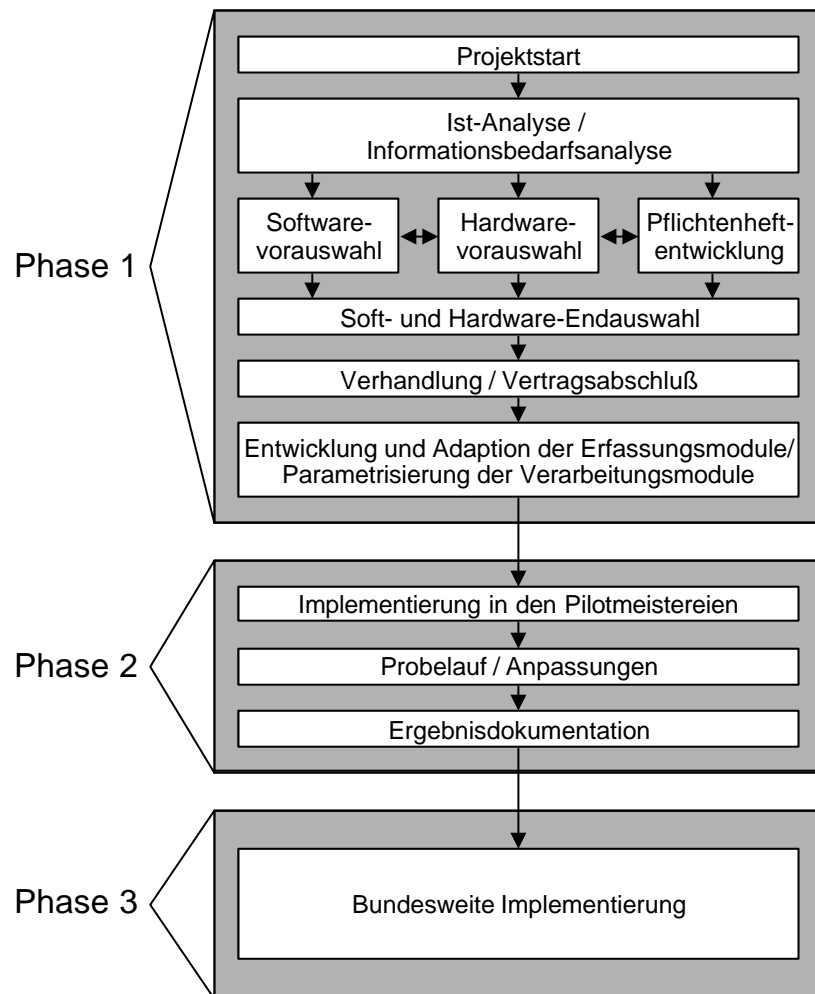 Projektstart
Ist-Analyse /
Informationsbedarfsanalyse
Software-
vorauswahl
Hardware-
vorauswahl
Pflichtenheft-
entwicklung
Phase 1
Soft- und Hardware-Endauswahl
Verhandlung / Vertragsabschluß
Entwicklung und Adaption der Erfassungsmodule/
Parametrisierung der Verarbeitungsmodule
Implementierung in den Pilotmeistereien
Phase 2
Probelauf / Anpassungen
Ergebnisdokumentation
Phase 3
Bundesweite Implementierung